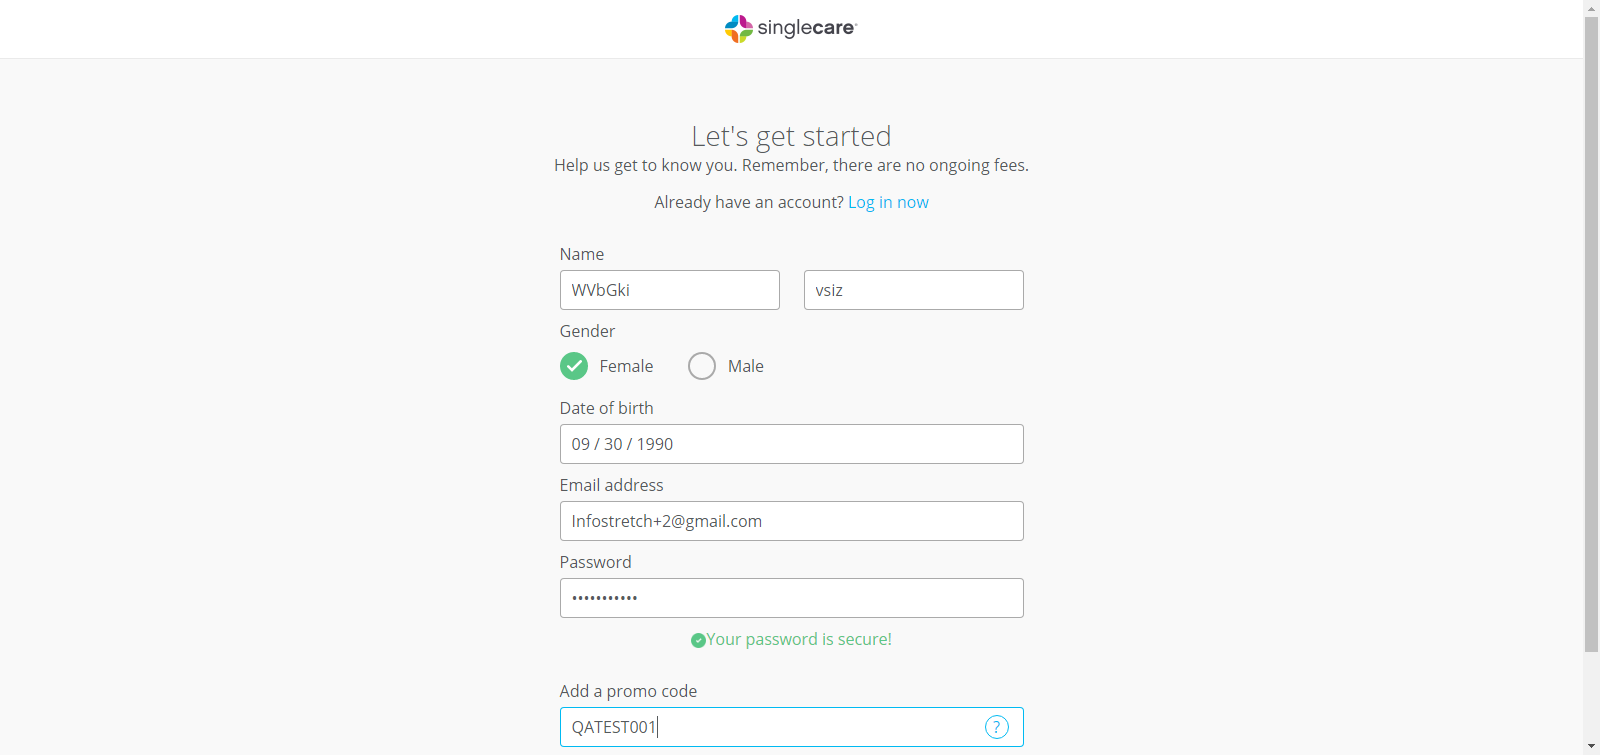 singlecare
Let's get started
Help us get to know you. Remember, there are no ongoing fees.
Already have an account? Log in now
Name
WVbGki vsiz
Gender
Female Male
Date of birth
09 / 30 / 1990
Email address
Infostretch+2@gmail.com
Password
•••••••••••
Your password is secure!
Add a promo code
QATEST001 ?